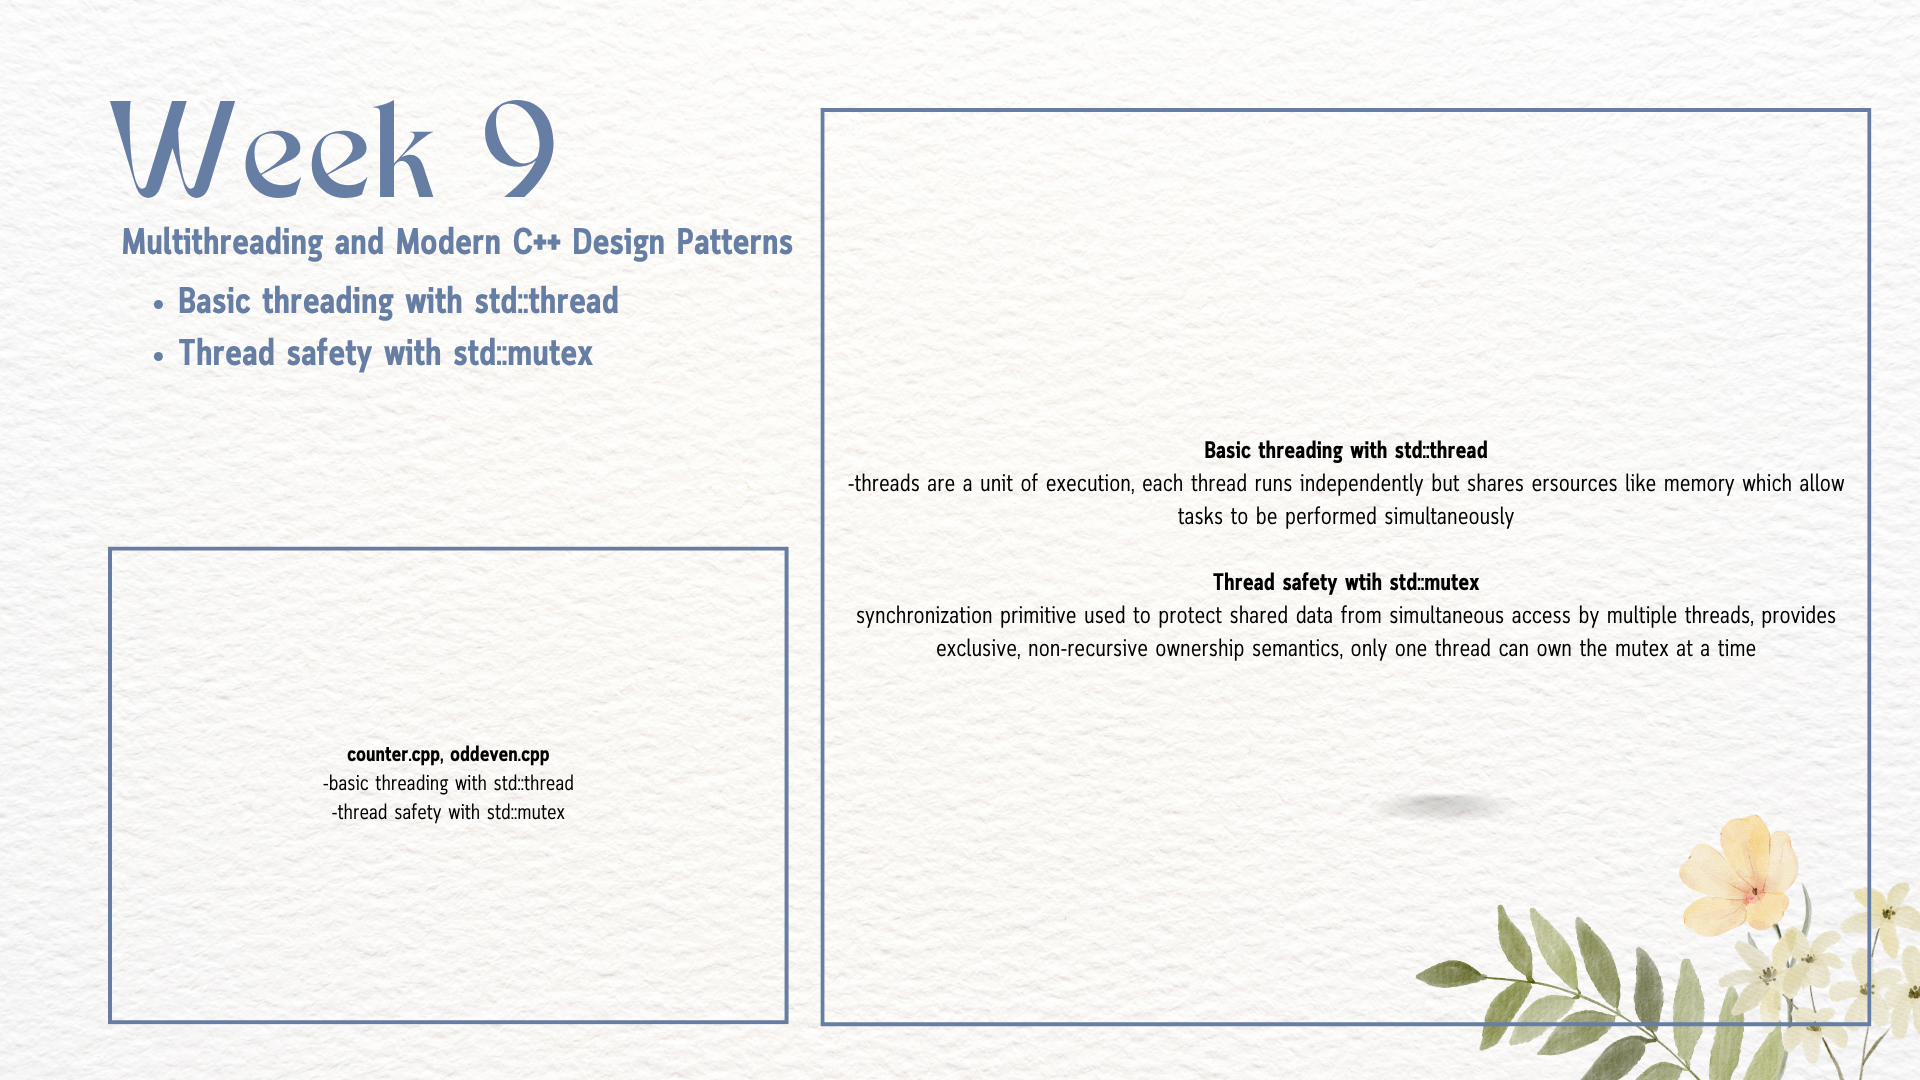 Week 9
Multithreading and Modern C++ Design Patterns
• Basic threading with std::thread
• Thread safety with std::mutex
counter.cpp, oddeven.cpp
-basic threading with std::thread
-thread safety with std::mutex
Basic threading with std::thread
-threads are a unit of execution, each thread runs independently but shares ersources like memory which allow
tasks to be performed simultaneously
Thread safety wtih std::mutex
synchronization primitive used to protect shared data from simultaneous access by multiple threads, provides
exclusive, non-recursive ownership semantics, only one thread can own the mutex at a time